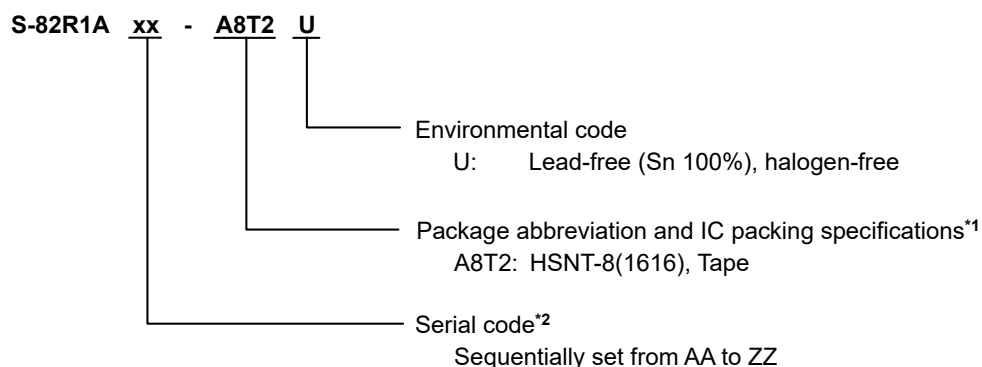 S-82R1A xx - A8T2 U
Environmental code
U: Lead-free (Sn 100%), halogen-free
Package abbreviation and IC packing specifications*1
A8T2: HSNT-8(1616), Tape
Serial code*2
Sequentially set from AA to ZZ